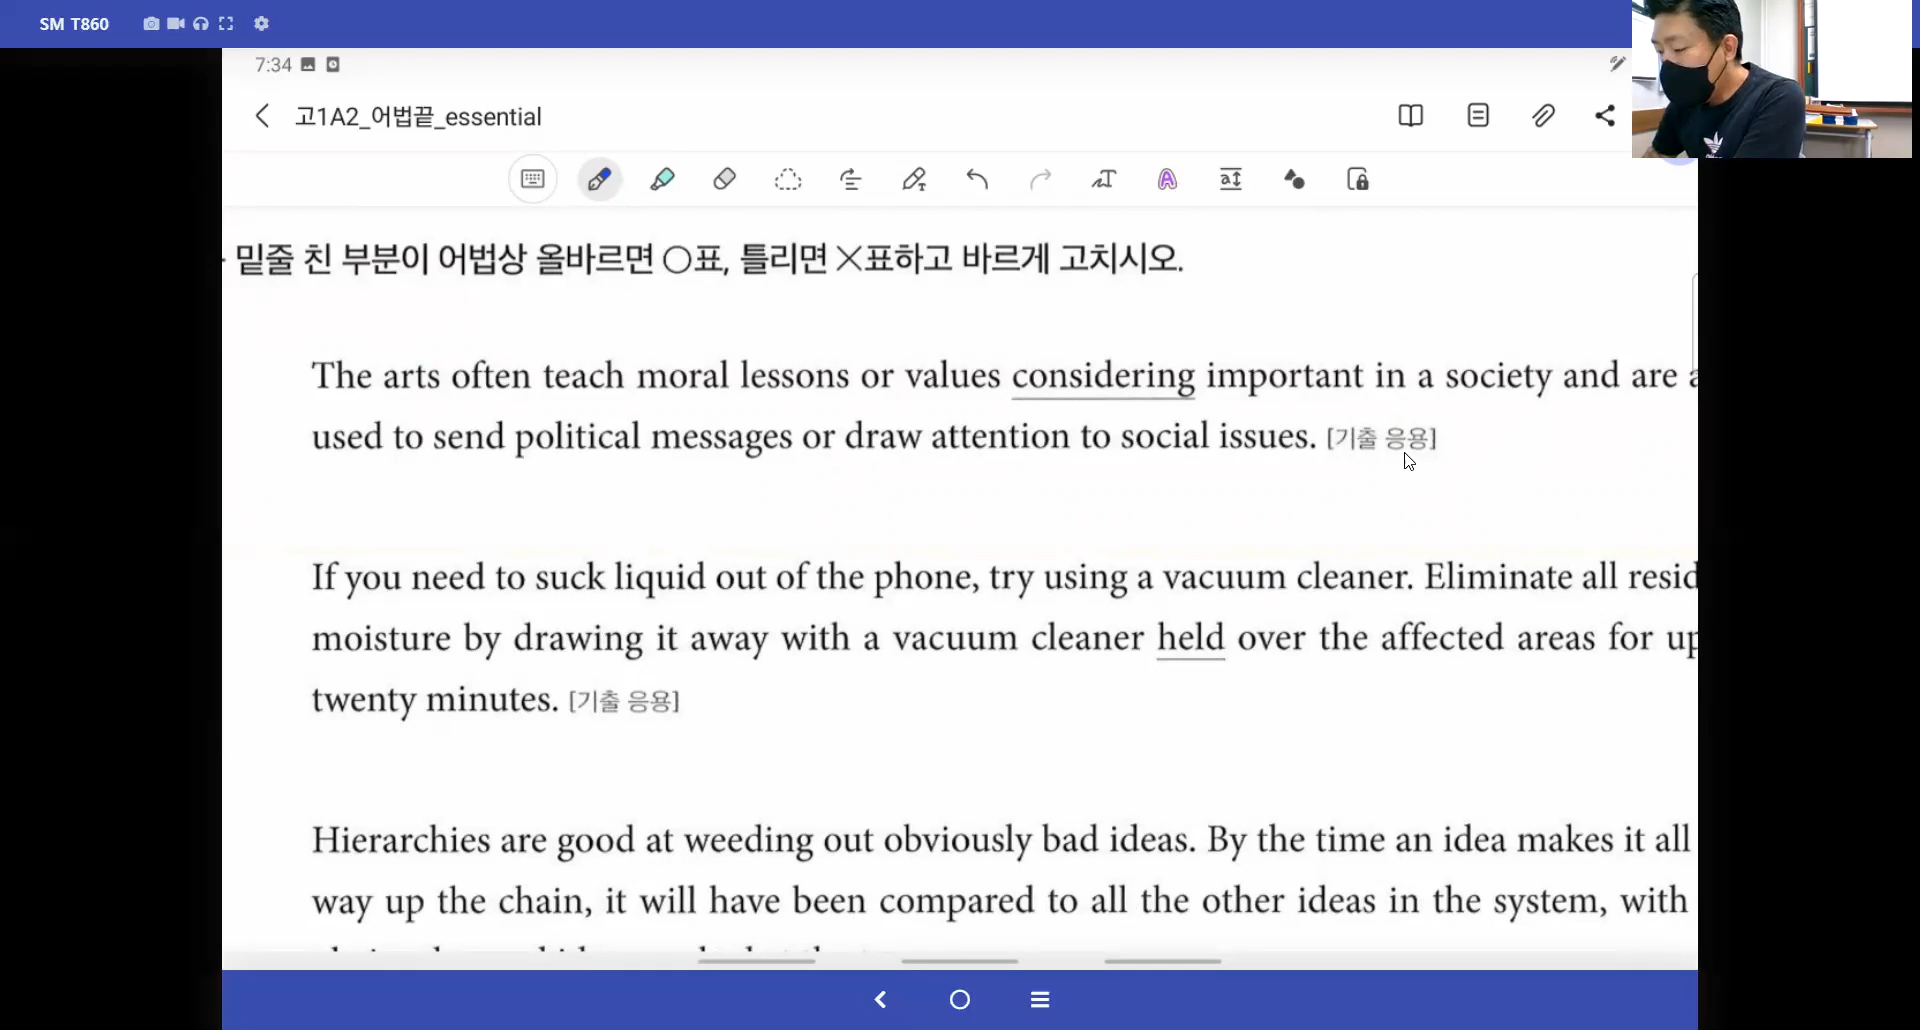 SM T860
7:34
고1A2_어법끝_essential
밑줄 친 부분이 어법상 올바르면 ○표, 틀리면 ×표하고 바르게 고치시오.
The arts often teach moral lessons or values considering important in a society and are
used to send political messages or draw attention to social issues. [기출 응용]
If you need to suck liquid out of the phone, try using a vacuum cleaner. Eliminate all resid
moisture by drawing it away with a vacuum cleaner held over the affected areas for up
twenty minutes. [기출 응용]
Hierarchies are good at weeding out obviously bad ideas. By the time an idea makes it all
way up the chain, it will have been compared to all the other ideas in the system, with